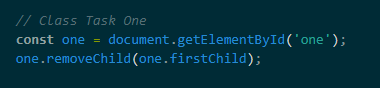 // Class Task One
const one = document.getElementById('one');
one.removeChild(one.firstChild);